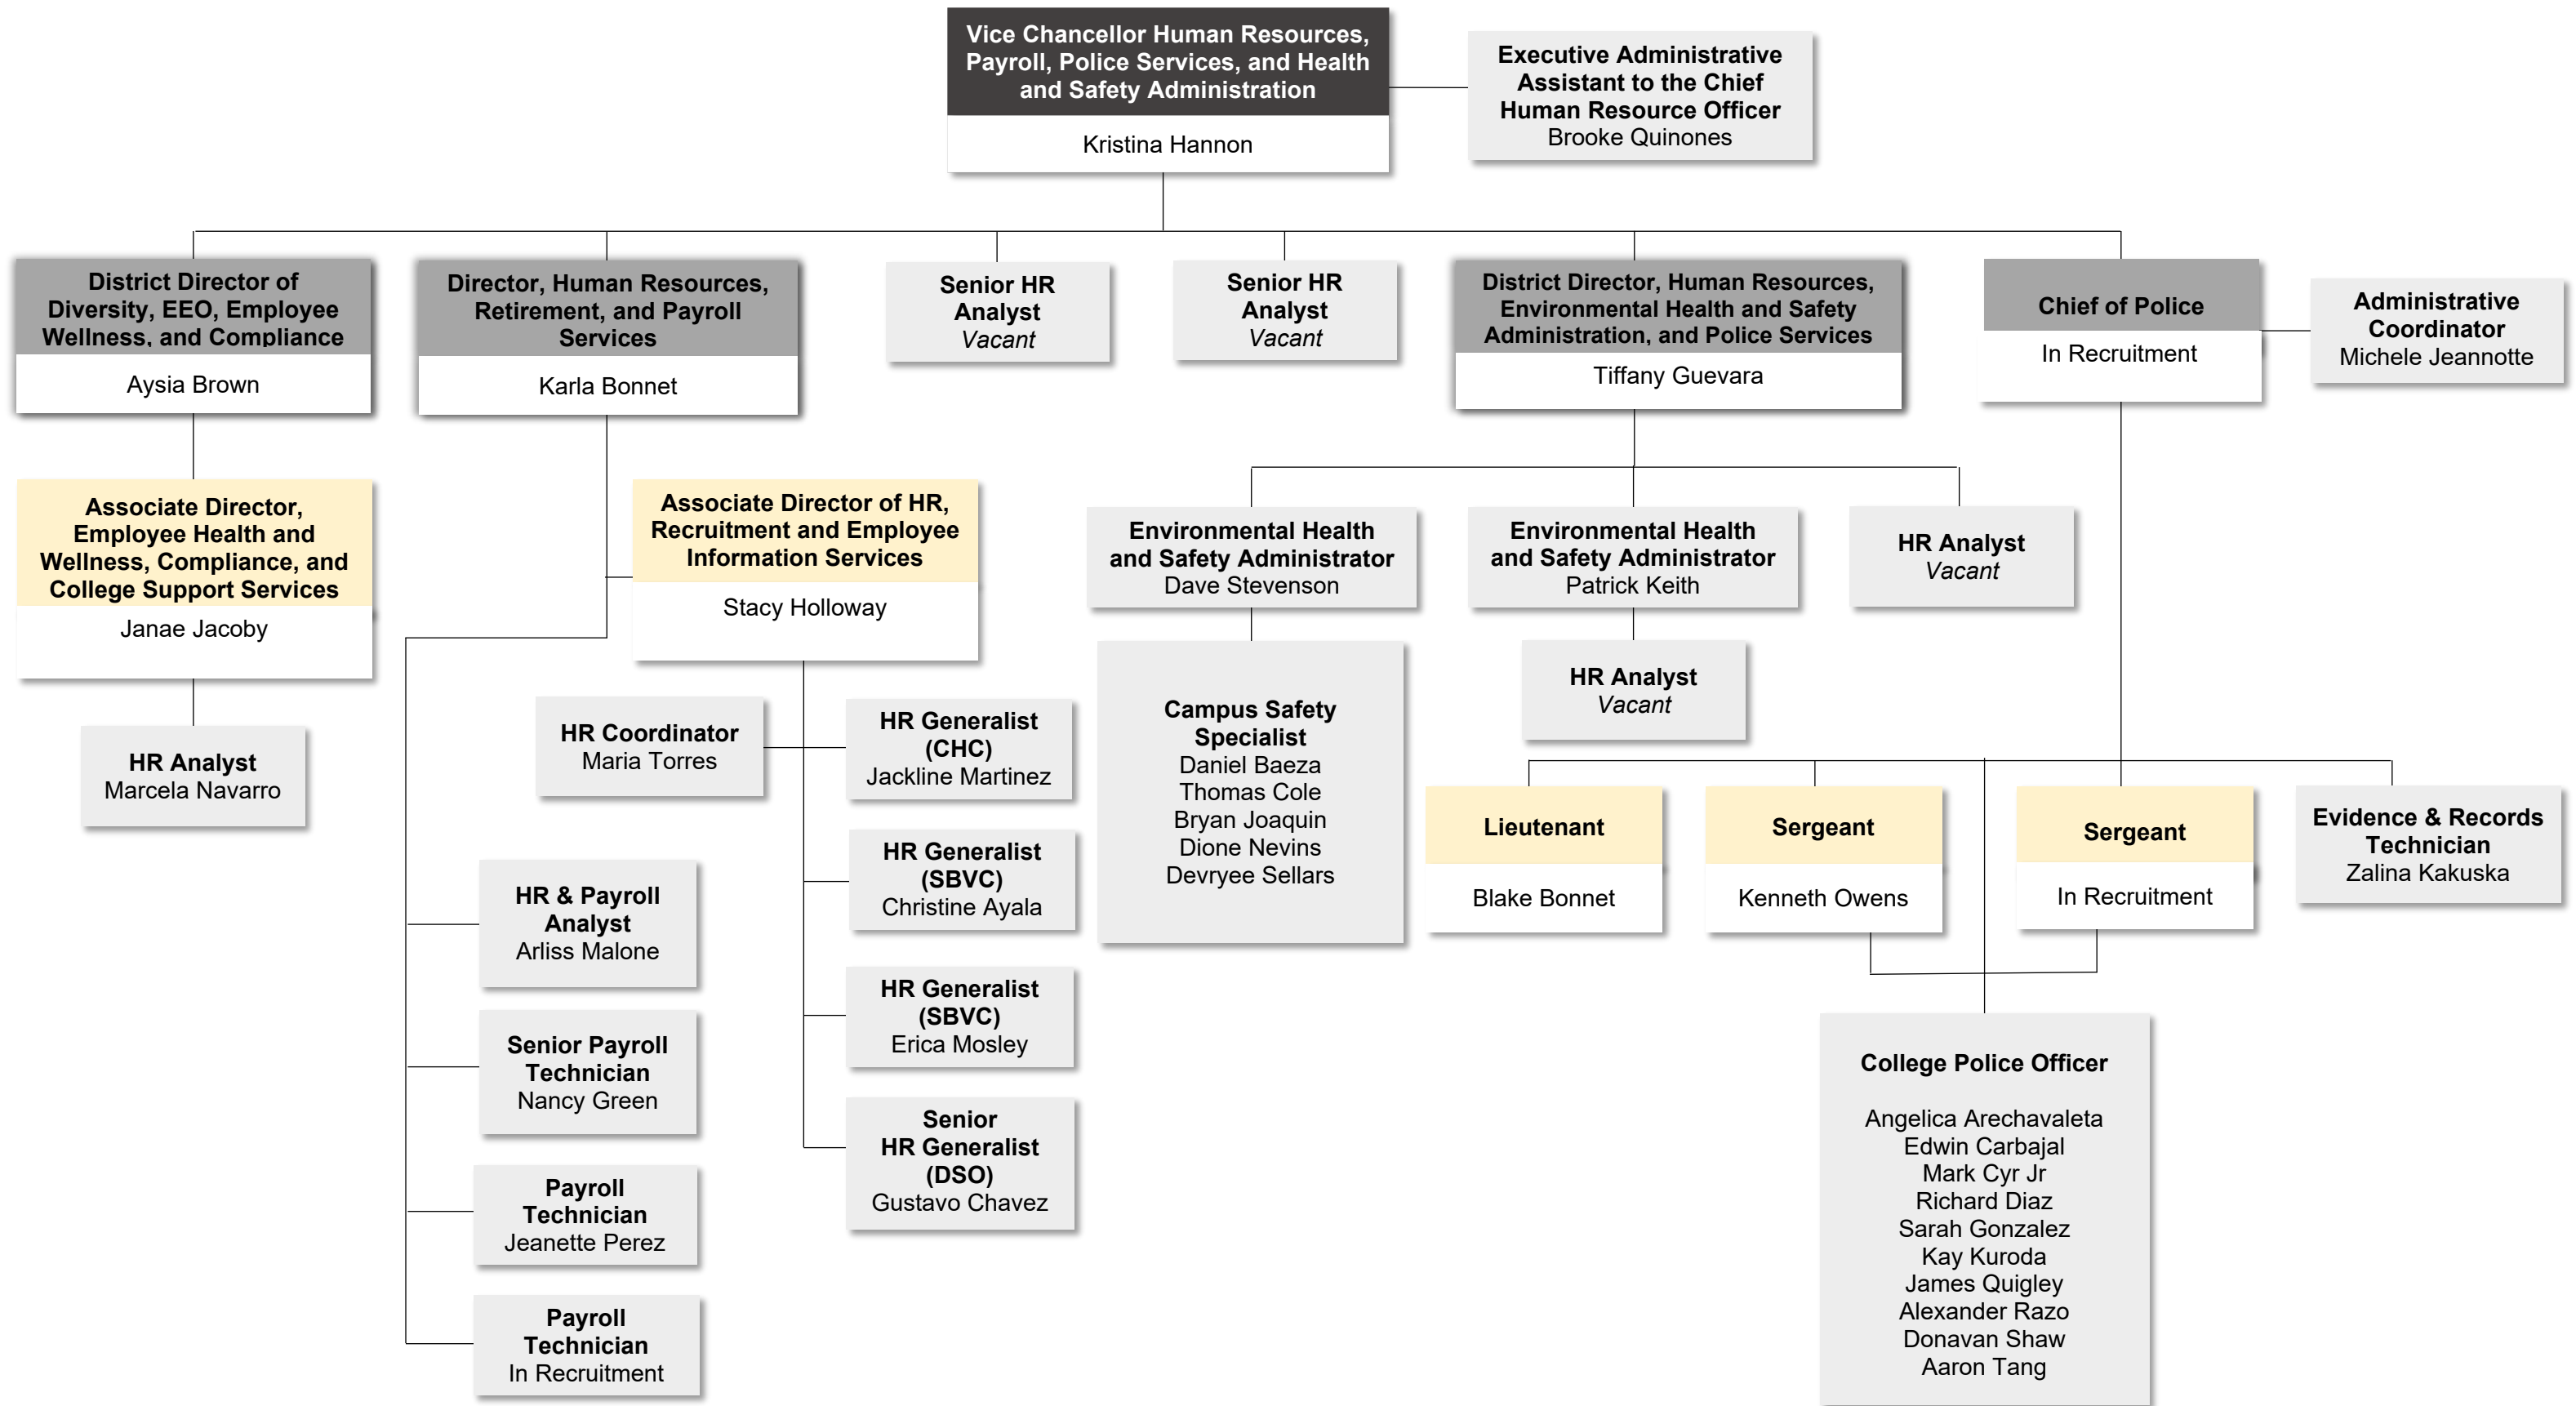 Vice Chancellor Human Resources,
Payroll, Police Services, and Health
and Safety Administration
Kristina Hannon
Executive Administrative
Assistant to the Chief
Human Resource Officer
Brooke Quinones
District Director of
Diversity, EEO, Employee
Wellness, and Compliance
Aysia Brown
Director, Human Resources,
Retirement, and Payroll
Services
Karla Bonnet
Senior HR
Analyst
Vacant
Senior HR
Analyst
Vacant
District Director, Human Resources,
Environmental Health and Safety
Administration, and Police Services
Tiffany Guevara
Chief of Police
In Recruitment
Administrative
Coordinator
Michele Jeannotte
Associate Director,
Employee Health and
Wellness, Compliance, and
College Support Services
Janae Jacoby
HR Analyst
Marcela Navarro
Associate Director of HR,
Recruitment and Employee
Information Services
Stacy Holloway
HR Coordinator
Maria Torres
HR Generalist
(CHC)
Jackline Martinez
HR Generalist
(SBVC)
Christine Ayala
HR Generalist
(SBVC)
Erica Mosley
Senior
HR Generalist
(DSO)
Gustavo Chavez
HR & Payroll
Analyst
Arliss Malone
Senior Payroll
Technician
Nancy Green
Payroll
Technician
Jeanette Perez
Payroll
Technician
In Recruitment
Environmental Health
and Safety Administrator
Dave Stevenson
Environmental Health
and Safety Administrator
Patrick Keith
HR Analyst
Vacant
Campus Safety
Specialist
Daniel Baeza
Thomas Cole
Bryan Joaquin
Dione Nevins
Devryee Sellars
HR Analyst
Vacant
Lieutenant
Blake Bonnet
Sergeant
Kenneth Owens
Sergeant
In Recruitment
Evidence & Records
Technician
Zalina Kakuska
College Police Officer
Angelica Arechavaleta
Edwin Carbajal
Mark Cyr Jr
Richard Diaz
Sarah Gonzalez
Kay Kuroda
James Quigley
Alexander Razo
Donavan Shaw
Aaron Tang